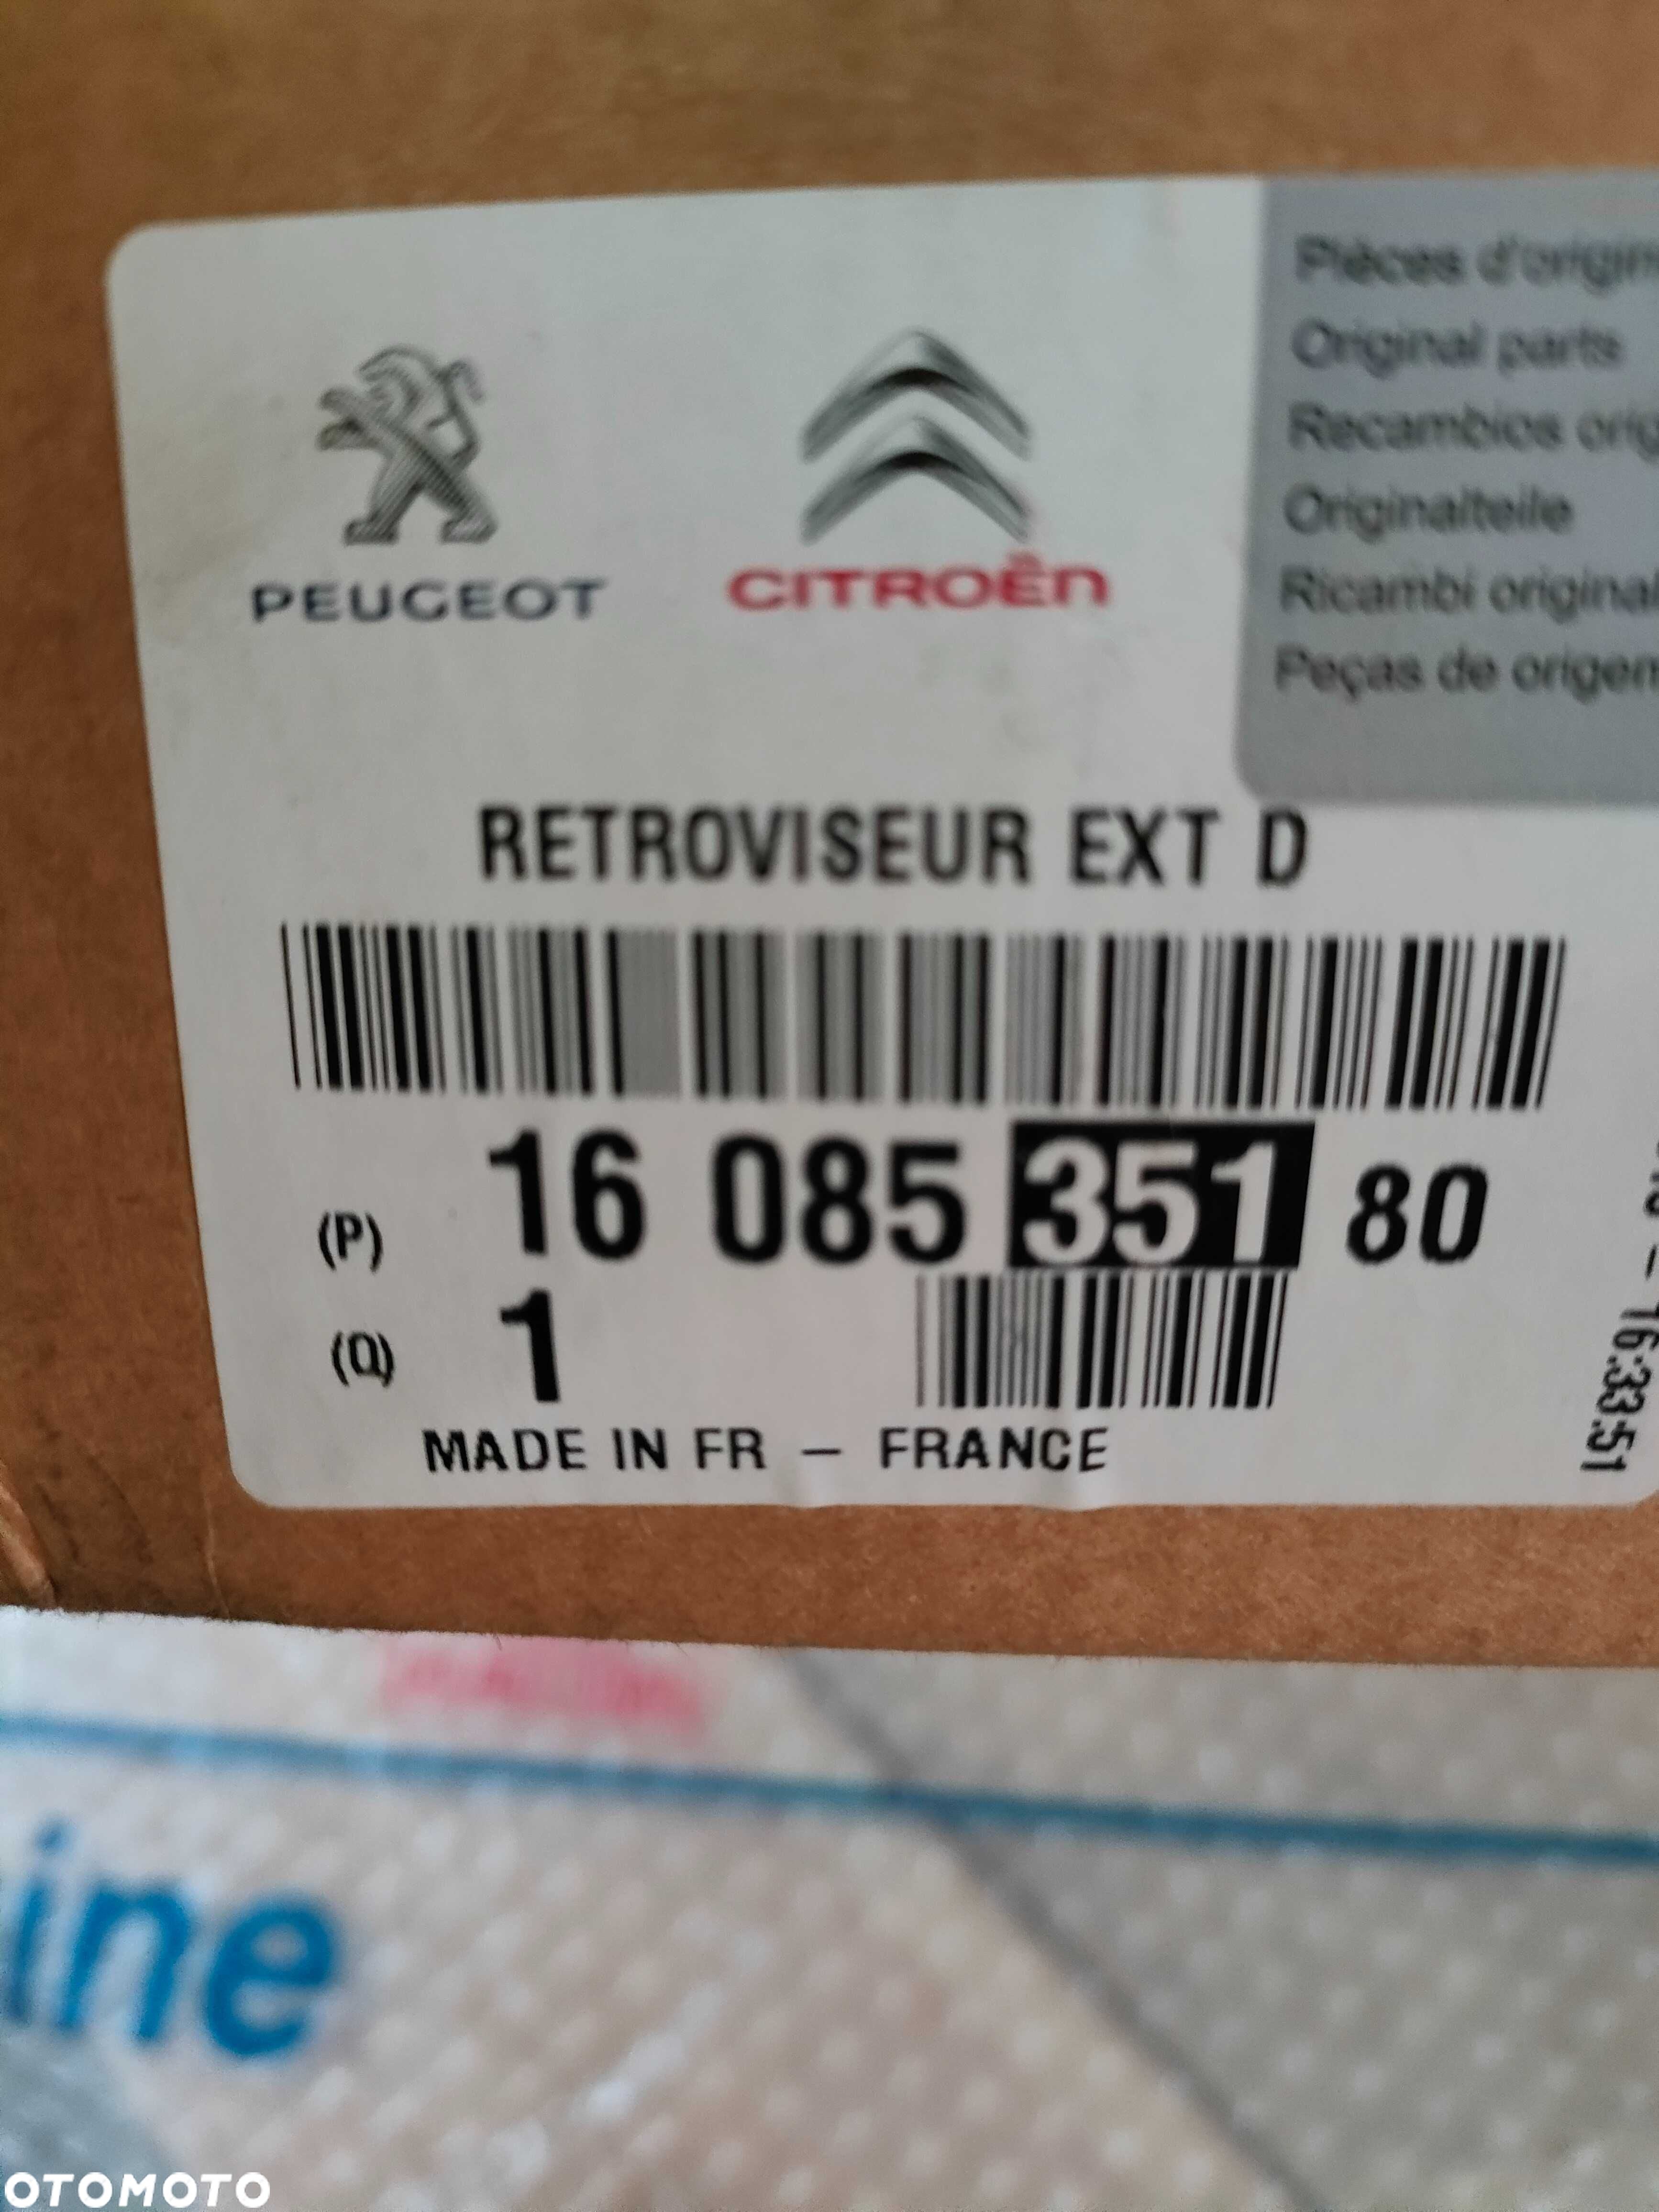 PEUGEOT
CITROËN
Pièces d'origin
Original parts
Recambios orig
Originalteile
Ricambi original
Peças de origem
RETROVISEUR EXT D
(P) 16 085 351 80
(Q) 1
MADE IN FR – FRANCE
– 16:33:51
ine
OTOMOTO